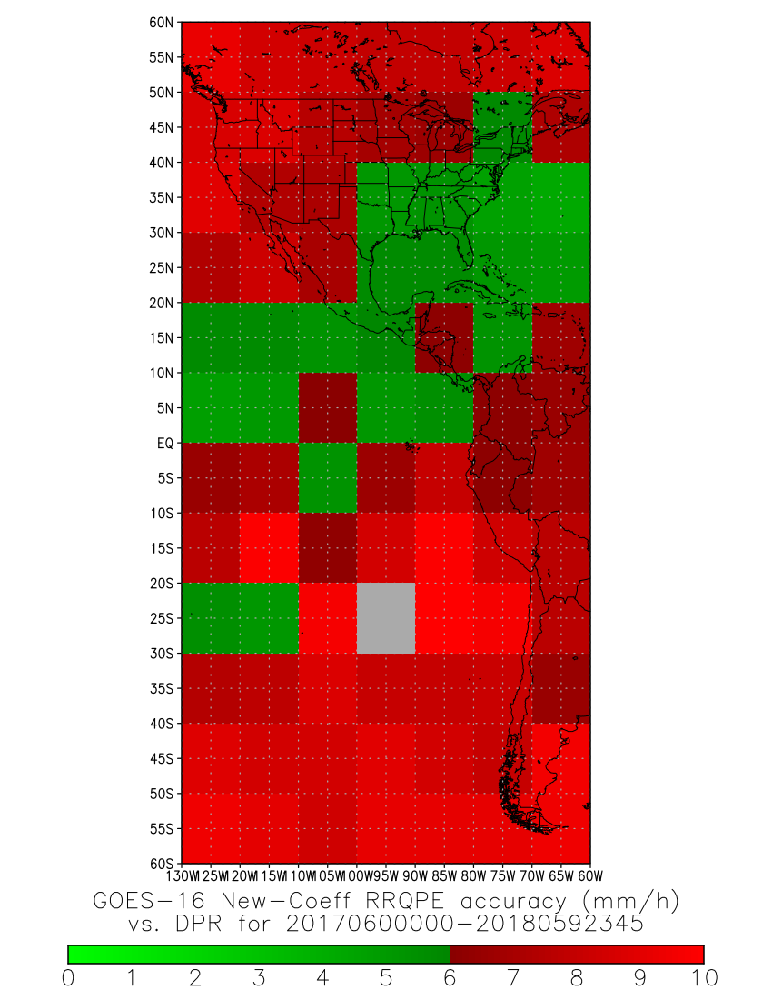 60N
55N
50N
45N
40N
35N
30N
25N
20N
15N
10N
5N
EQ
5S
10S
15S
20S
25S
30S
35S
40S
45S
50S
55S
60S
130W 125W 120W 115W 110W 105W 100W 95W 90W 85W 80W 75W 70W 65W 60W
GOES-16 New-Coeff RRQPE accuracy (mm/h)
vs. DPR for 20170600000-20180592345
0 1 2 3 4 5 6 7 8 9 10